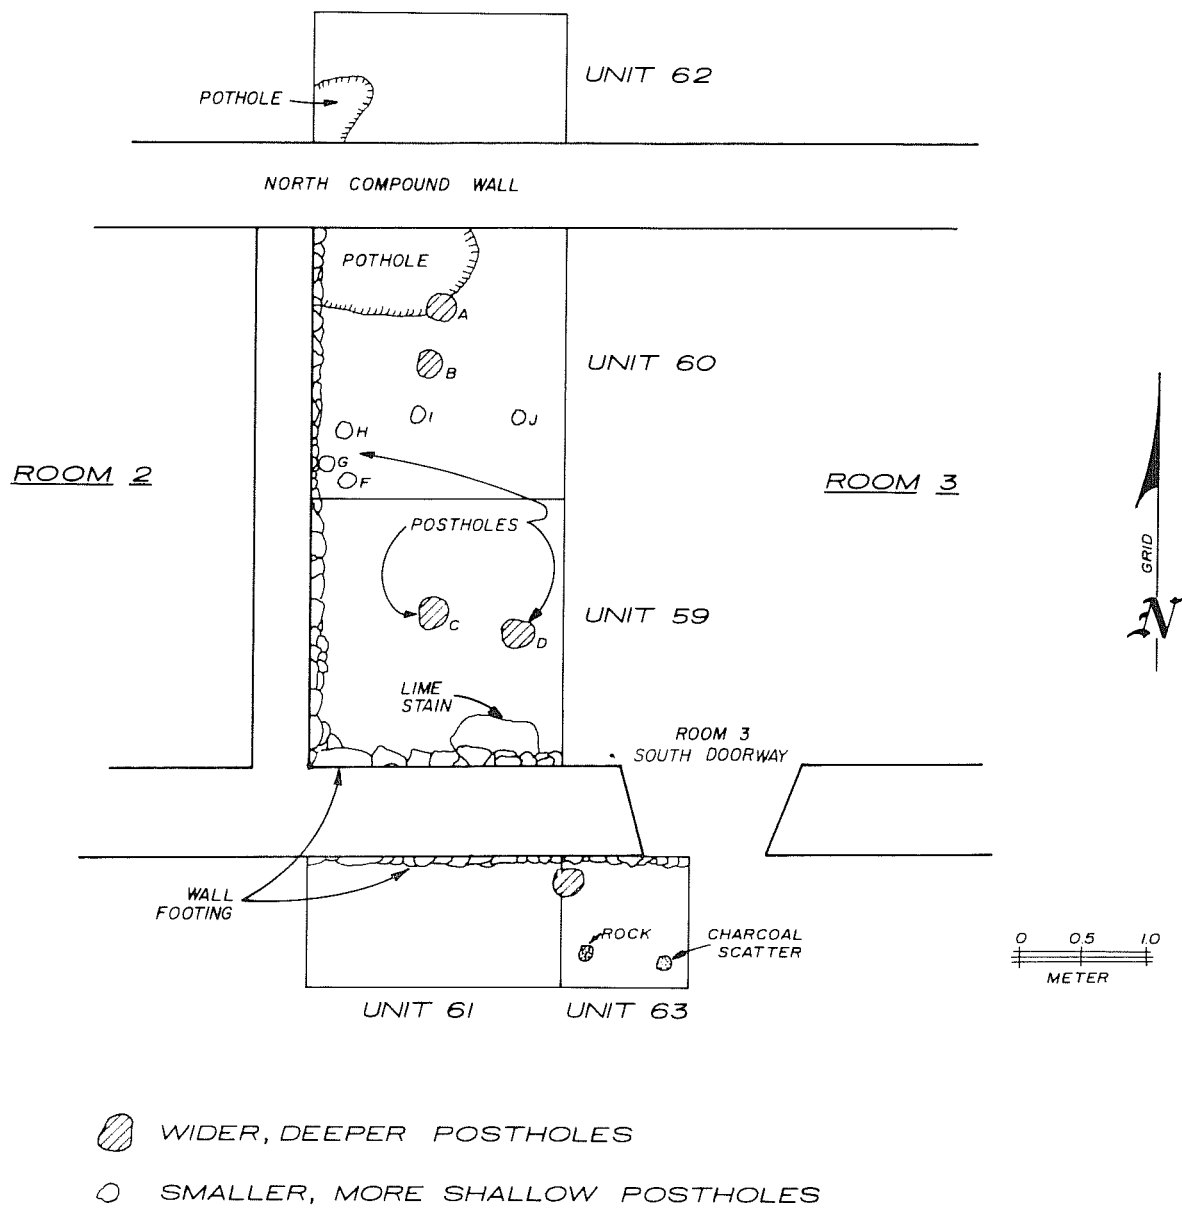 UNIT 62
POTHOLE
NORTH COMPOUND WALL
POTHOLE
A
B
UNIT 60
I
J
H
G
F
ROOM 2
ROOM 3
POSTHOLES
GRID
N
C
D
UNIT 59
LIME
STAIN
ROOM 3
SOUTH DOORWAY
WALL
FOOTING
ROCK
CHARCOAL
SCATTER
0 0.5 1.0
METER
UNIT 61
UNIT 63
WIDER, DEEPER POSTHOLES
SMALLER, MORE SHALLOW POSTHOLES